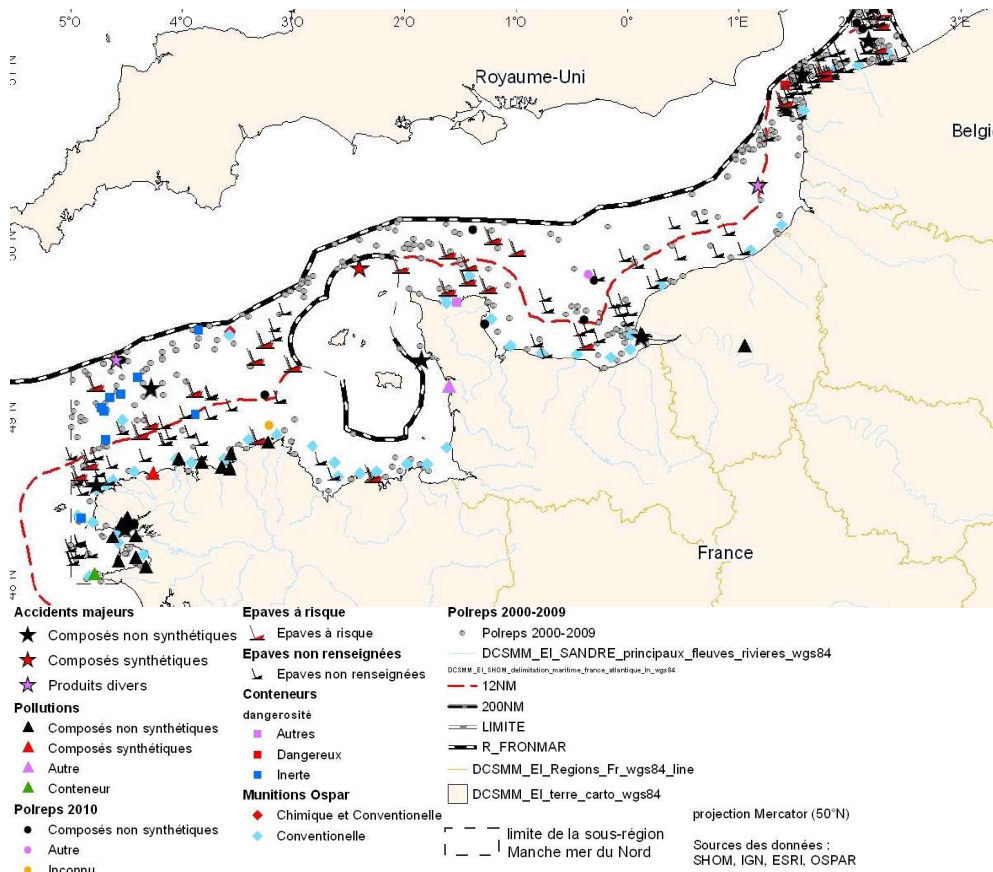 5°O 4°O 3°O 2°O 1°O 0° 1°E 3°E
Royaume-Uni
Belgi
France
Accidents majeurs
Composés non synthétiques
Composés synthétiques
Produits divers
Pollutions
Composés non synthétiques
Composés synthétiques
Autre
Conteneur
Polreps 2010
Composés non synthétiques
Autre
Inconnu
Epaves à risque
Epaves à risque
Epaves non renseignées
Epaves non renseignées
Conteneurs
dangerosité
Autres
Dangereux
Inerte
Munitions Ospar
Chimique et Conventionelle
Conventionelle
Polreps 2000-2009
Polreps 2000-2009
DCSMM_EI_SANDRE_principaux_fleuves_rivieres_wgs84
DCSMM_EI_SHOM_delimitation_maritime_france_atlantique_ln_wgs84
12NM
200NM
LIMITE
R_FRONMAR
DCSMM_EI_Regions_Fr_wgs84_line
DCSMM_EI_terre_carto_wgs84
limite de la sous-région
Manche mer du Nord
projection Mercator (50°N)
Sources des données :
SHOM, IGN, ESRI, OSPAR